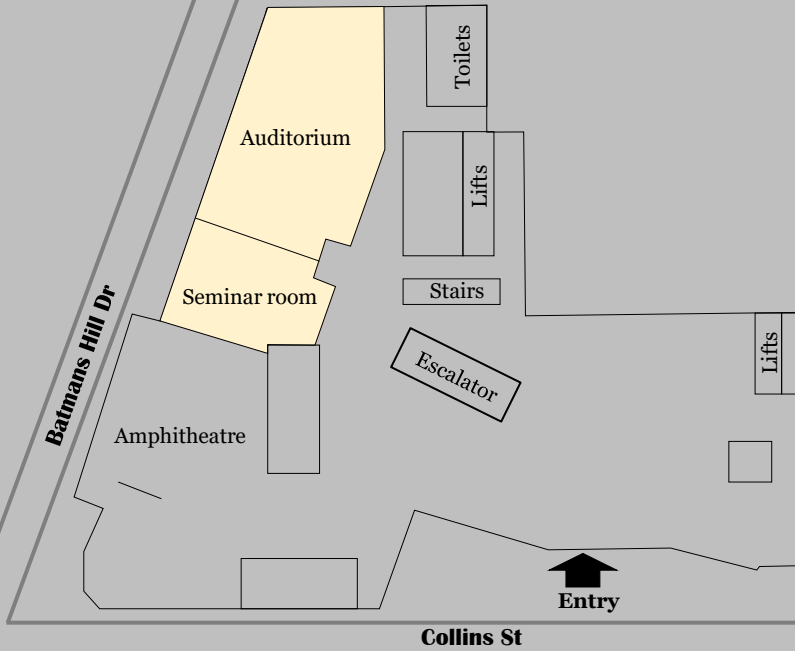 Toilets
Auditorium
Lifts
Stairs
Seminar room
Batmans Hill Dr
Escalator
Lifts
Amphitheatre
Entry
Collins St